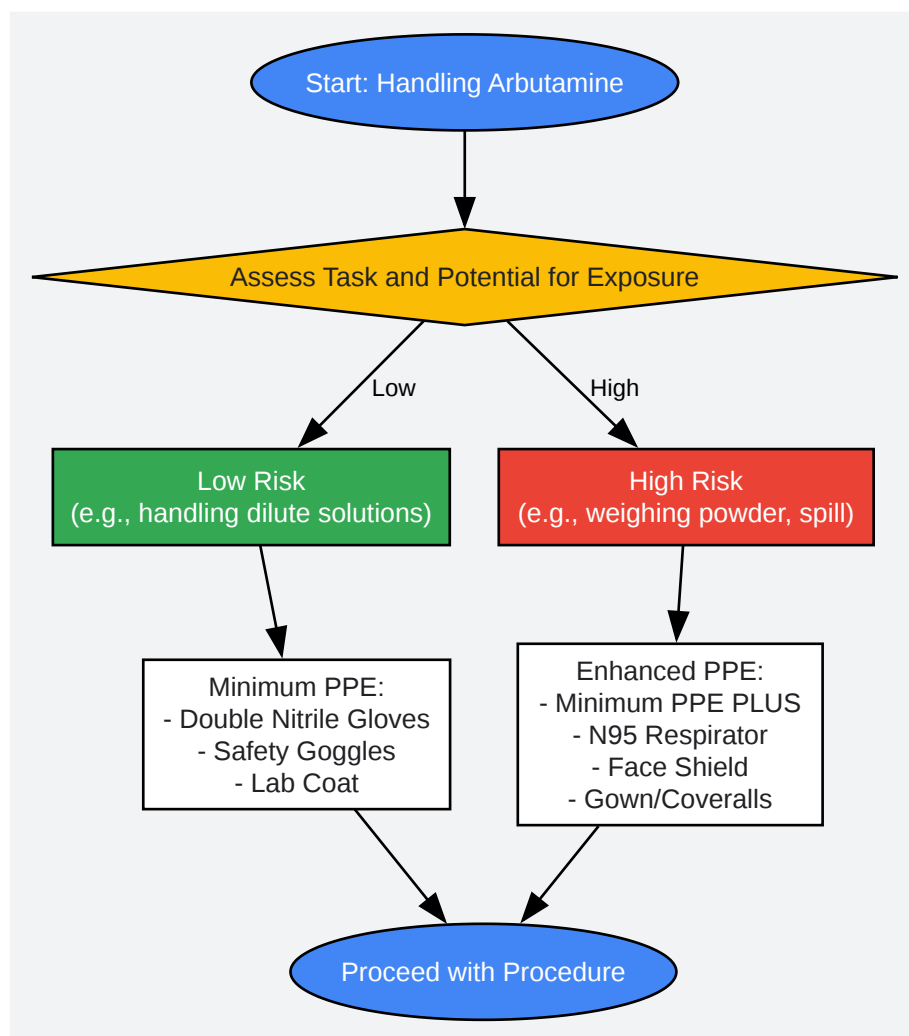 Start: Handling Arbutamine
Assess Task and Potential for Exposure
Low
High
Low Risk
(e.g., handling dilute solutions)
High Risk
(e.g., weighing powder, spill)
Minimum PPE:
- Double Nitrile Gloves
- Safety Goggles
- Lab Coat
Enhanced PPE:
- Minimum PPE PLUS
- N95 Respirator
- Face Shield
- Gown/Coveralls
Proceed with Procedure